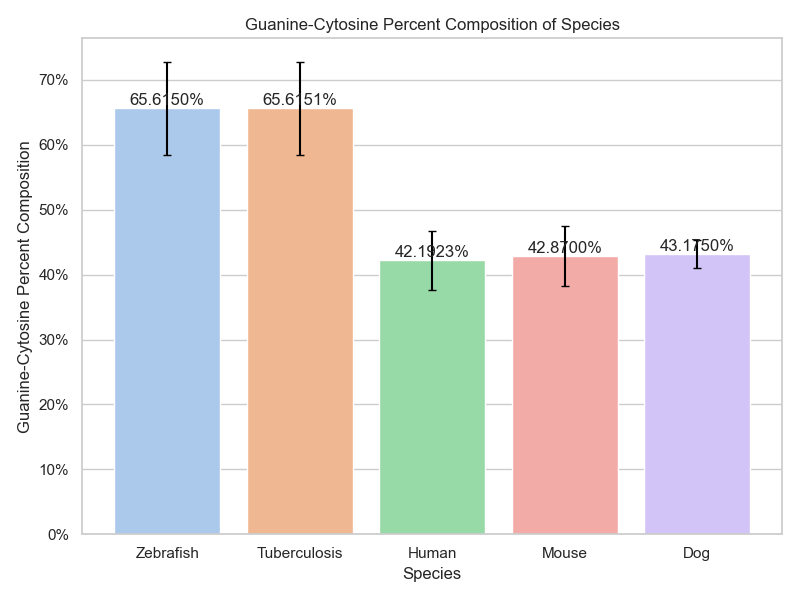 Guanine-Cytosine Percent Composition of Species
Guanine-Cytosine Percent Composition
70%
60%
50%
40%
30%
20%
10%
0%
65.6150%
65.6151%
42.1923%
42.8700%
43.1750%
Zebrafish
Tuberculosis
Human
Mouse
Dog
Species